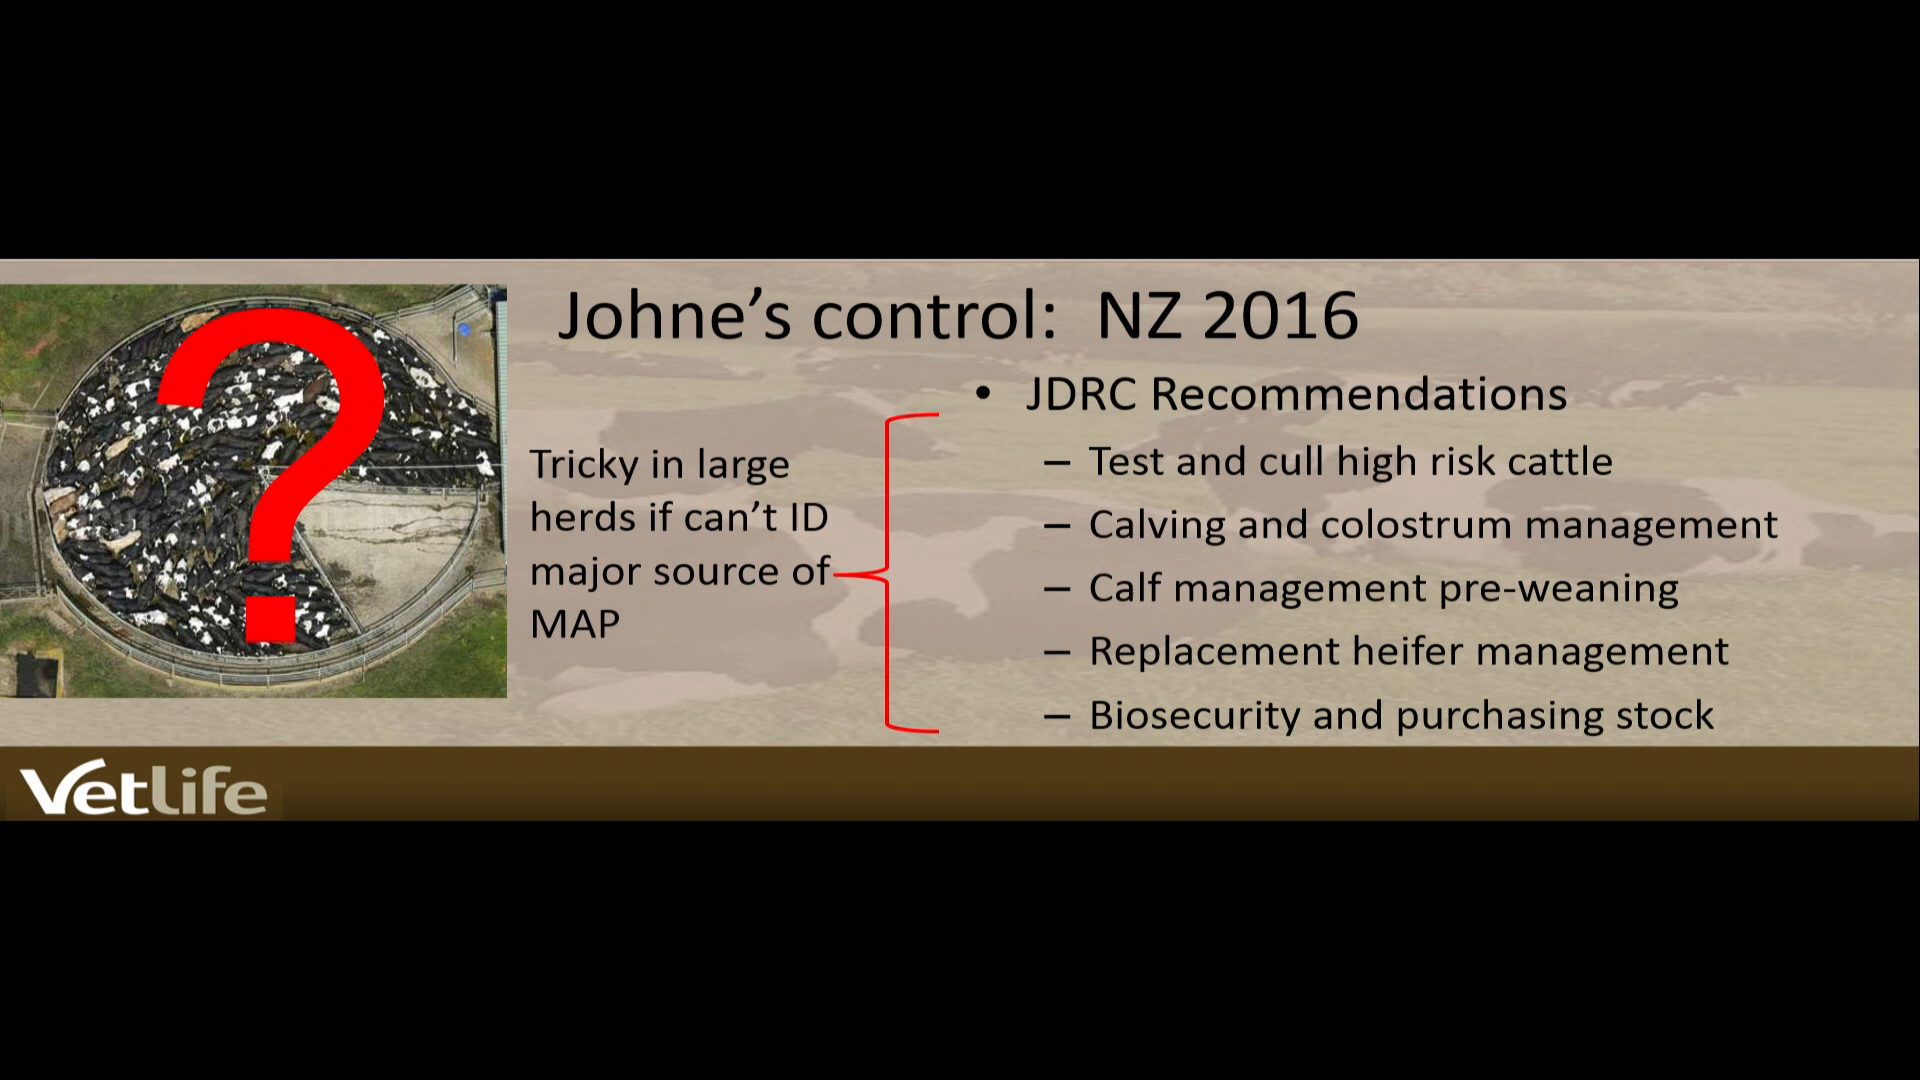 Johne’s control:  NZ 2016
Tricky in large
herds if can’t ID
major source of
MAP
• JDRC Recommendations
– Test and cull high risk cattle
– Calving and colostrum management
– Calf management pre-weaning
– Replacement heifer management
– Biosecurity and purchasing stock
?
Vetlife